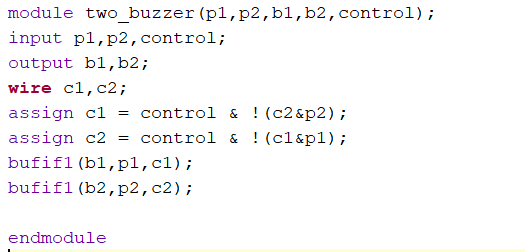 module two_buzzer(p1,p2,b1,b2,control);
input p1,p2,control;
output b1,b2;
wire c1,c2;
assign c1 = control & !(c2&p2);
assign c2 = control & !(c1&p1);
bufif1(b1,p1,c1);
bufif1(b2,p2,c2);
endmodule